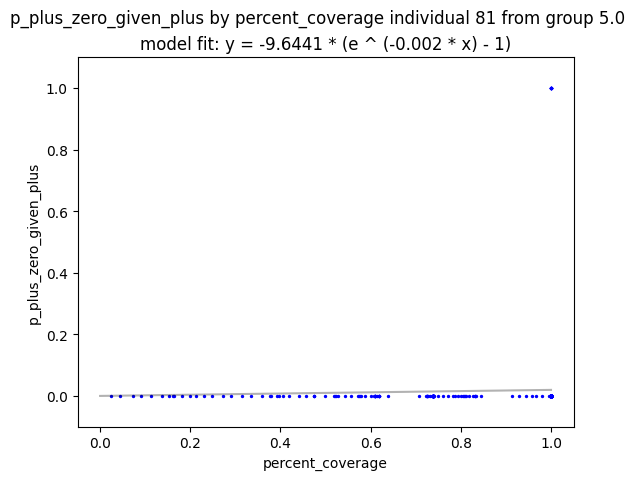 p_plus_zero_given_plus by percent_coverage individual 81 from group 5.0
model fit: y = -9.6441 * (e ^ (-0.002 * x) - 1)
1.0
0.8
0.6
0.4
0.2
0.0
p_plus_zero_given_plus
0.0 0.2 0.4 0.6 0.8 1.0
percent_coverage